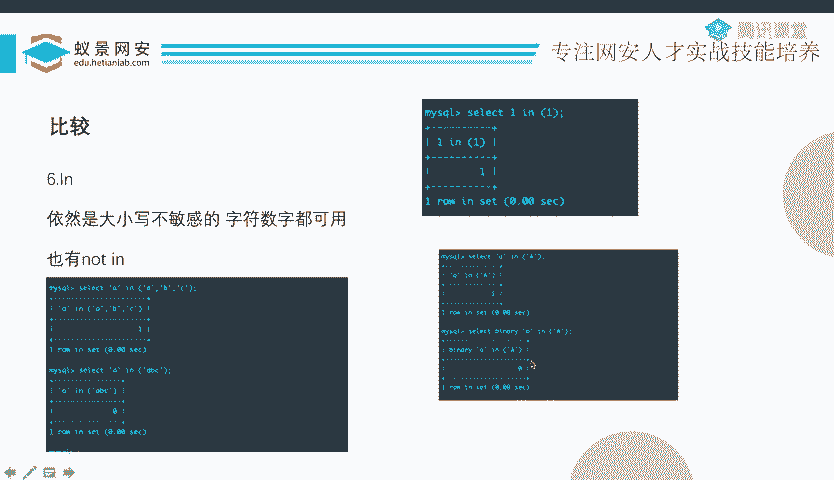 蚁景网安
edu.hetianlab.com
腾讯课堂
专注网安人才实战技能培养
比较
6.In
依然是大小写不敏感的 字符数字都可用
也有not in
mysql> select 1 in (1);
+----------+
| 1 in (1) |
+----------+
| 1 |
+----------+
1 row in set (0.00 sec)
mysql> select 'a' in ('a','b','c');
| 'a' in ('a','b','c') |
| 1 |
1 row in set (0.00 sec)
mysql> select 'a' in ('abc');
| 'a' in ('abc') |
| 0 |
1 row in set (0.00 sec)
mysql> select 'a' in ('A');
| 'a' in ('A') |
| 1 |
1 row in set (0.00 sec)
mysql> select binary 'a' in ('A');
| binary 'a' in ('A') |
| 0 |
1 row in set (0.00 sec)